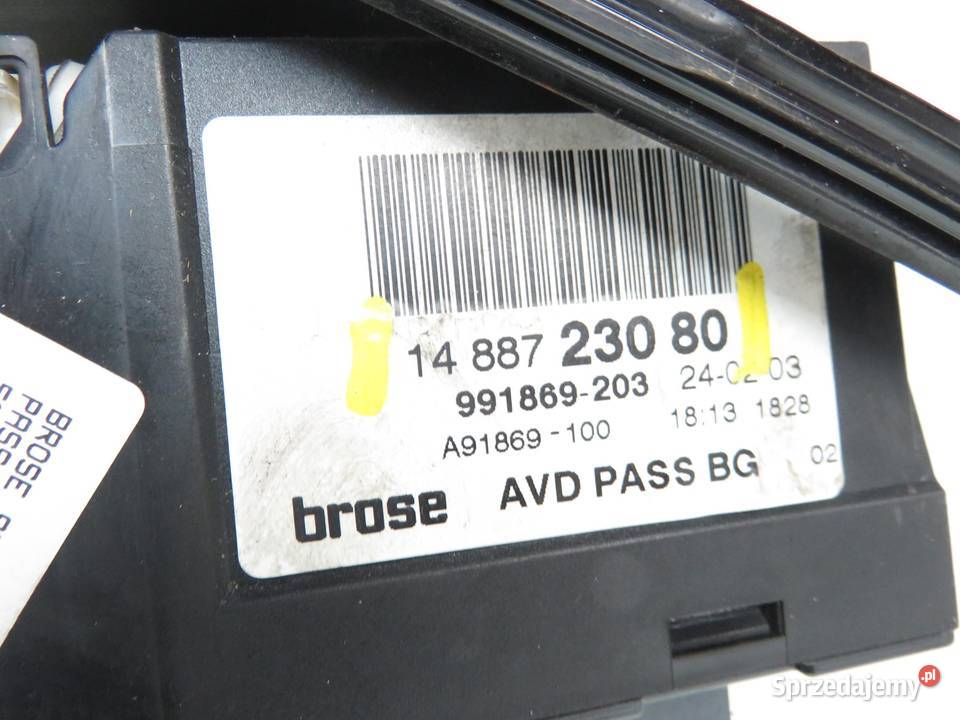 14 887 230 80
991869-203 24-02-03
A91869-100 18:13 1828
brose AVD PASS BG 02
BROSE
PASS
Sprzedajemy.pl